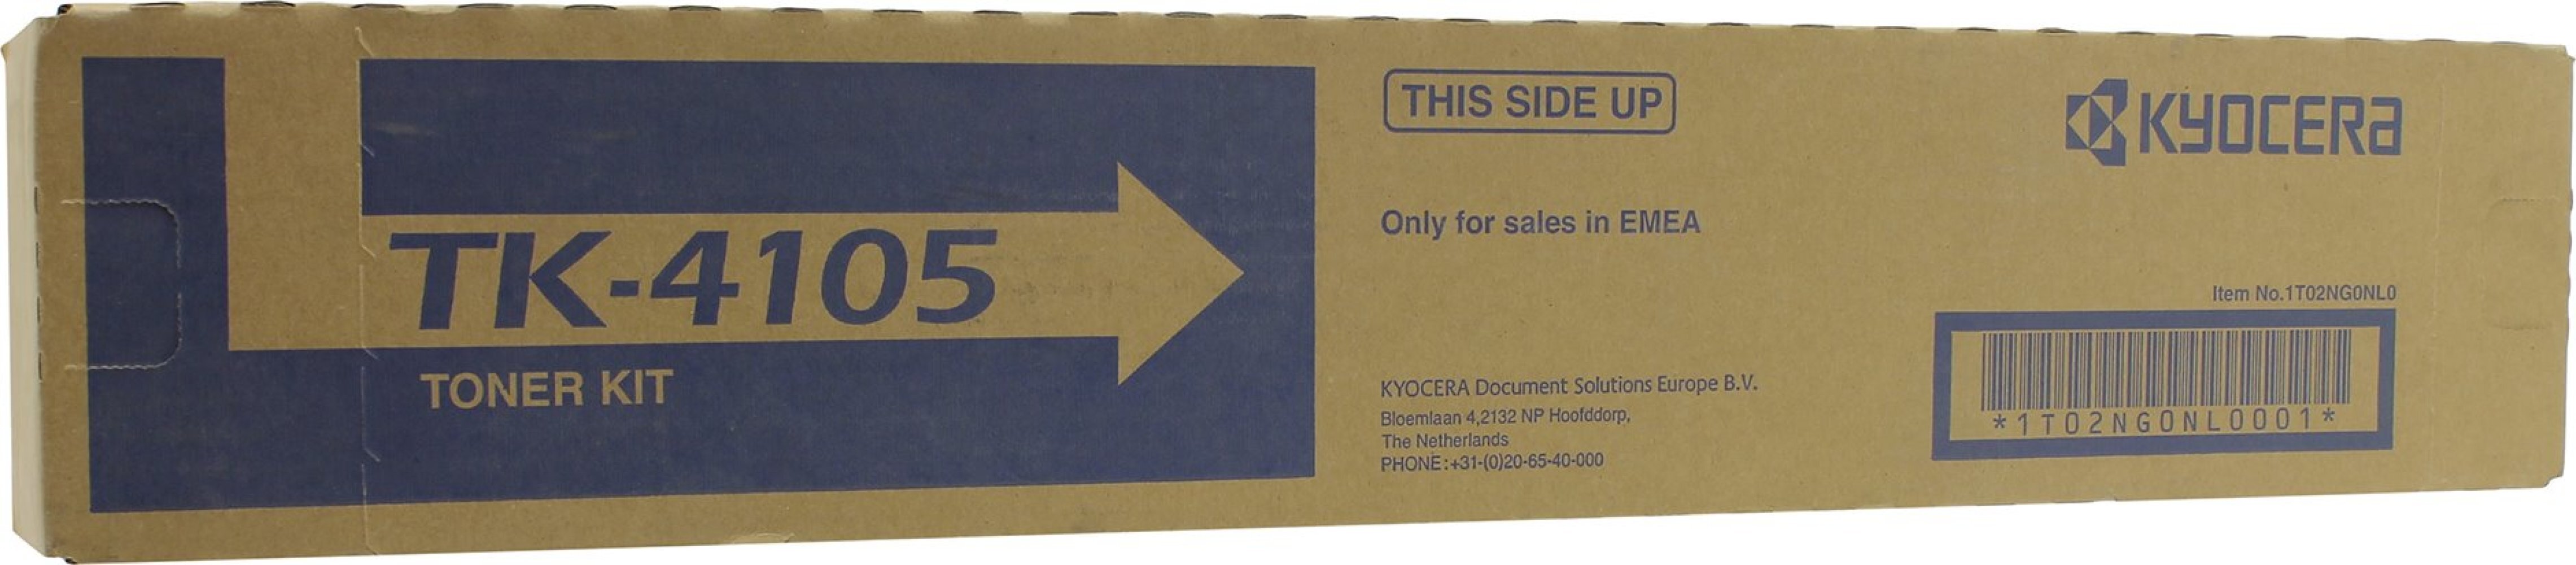 TK-4105
TONER KIT
THIS SIDE UP
KYOCERA
Only for sales in EMEA
Item No.1T02NG0NL0
*1T02NG0NL0001*
KYOCERA Document Solutions Europe B.V.
Bloemlaan 4,2132 NP Hoofddorp,
The Netherlands
PHONE:+31-(0)20-65-40-000